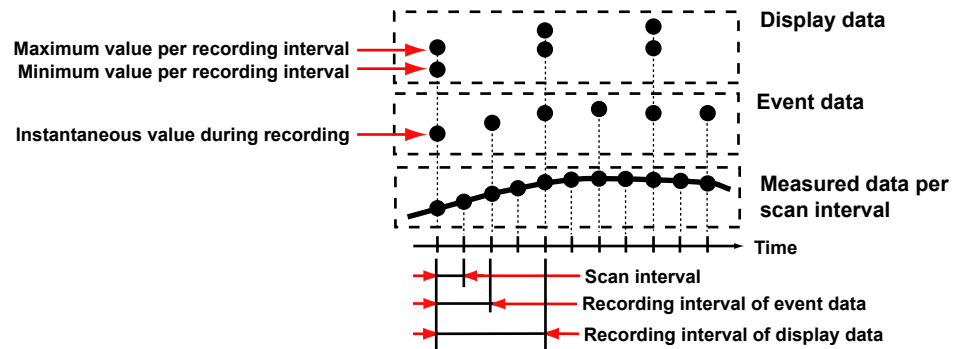 Display data
Maximum value per recording interval
Minimum value per recording interval
Event data
Instantaneous value during recording
Measured data per
scan interval
Time
Scan interval
Recording interval of event data
Recording interval of display data